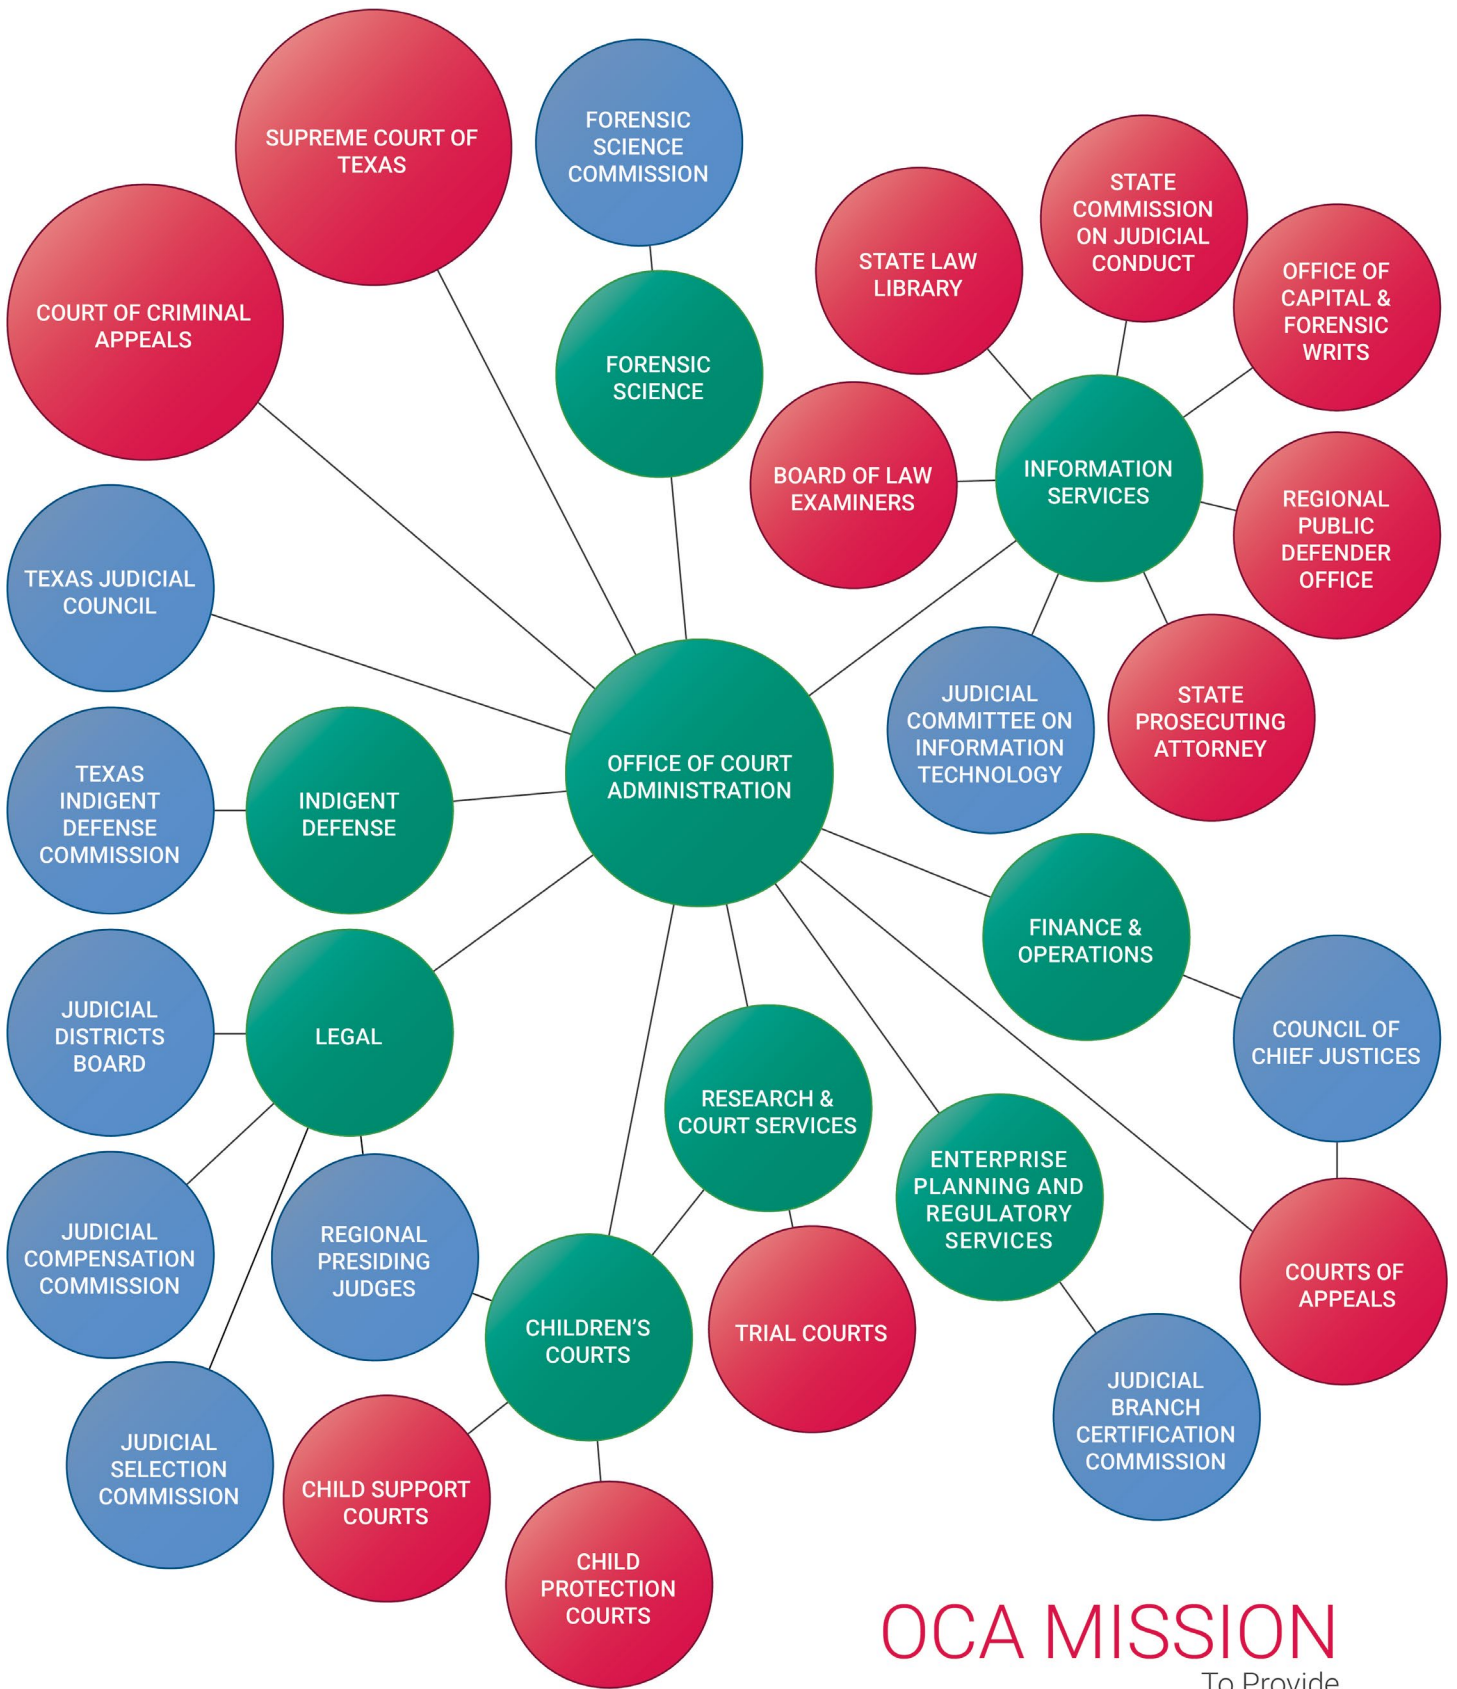 SUPREME COURT OF
TEXAS
FORENSIC
SCIENCE
COMMISSION
STATE
COMMISSION
ON JUDICIAL
CONDUCT
STATE LAW
LIBRARY
OFFICE OF
CAPITAL &
FORENSIC
WRITS
COURT OF CRIMINAL
APPEALS
FORENSIC
SCIENCE
BOARD OF LAW
EXAMINERS
INFORMATION
SERVICES
REGIONAL
PUBLIC
DEFENDER
OFFICE
TEXAS JUDICIAL
COUNCIL
JUDICIAL
COMMITTEE ON
INFORMATION
TECHNOLOGY
STATE
PROSECUTING
ATTORNEY
OFFICE OF COURT
ADMINISTRATION
TEXAS
INDIGENT
DEFENSE
COMMISSION
INDIGENT
DEFENSE
FINANCE &
OPERATIONS
JUDICIAL
DISTRICTS
BOARD
LEGAL
COUNCIL OF
CHIEF JUSTICES
RESEARCH &
COURT SERVICES
ENTERPRISE
PLANNING AND
REGULATORY
SERVICES
JUDICIAL
COMPENSATION
COMMISSION
REGIONAL
PRESIDING
JUDGES
CHILDREN'S
COURTS
TRIAL COURTS
COURTS OF
APPEALS
JUDICIAL
BRANCH
CERTIFICATION
COMMISSION
JUDICIAL
SELECTION
COMMISSION
CHILD SUPPORT
COURTS
CHILD
PROTECTION
COURTS
OCA MISSION
To Provide